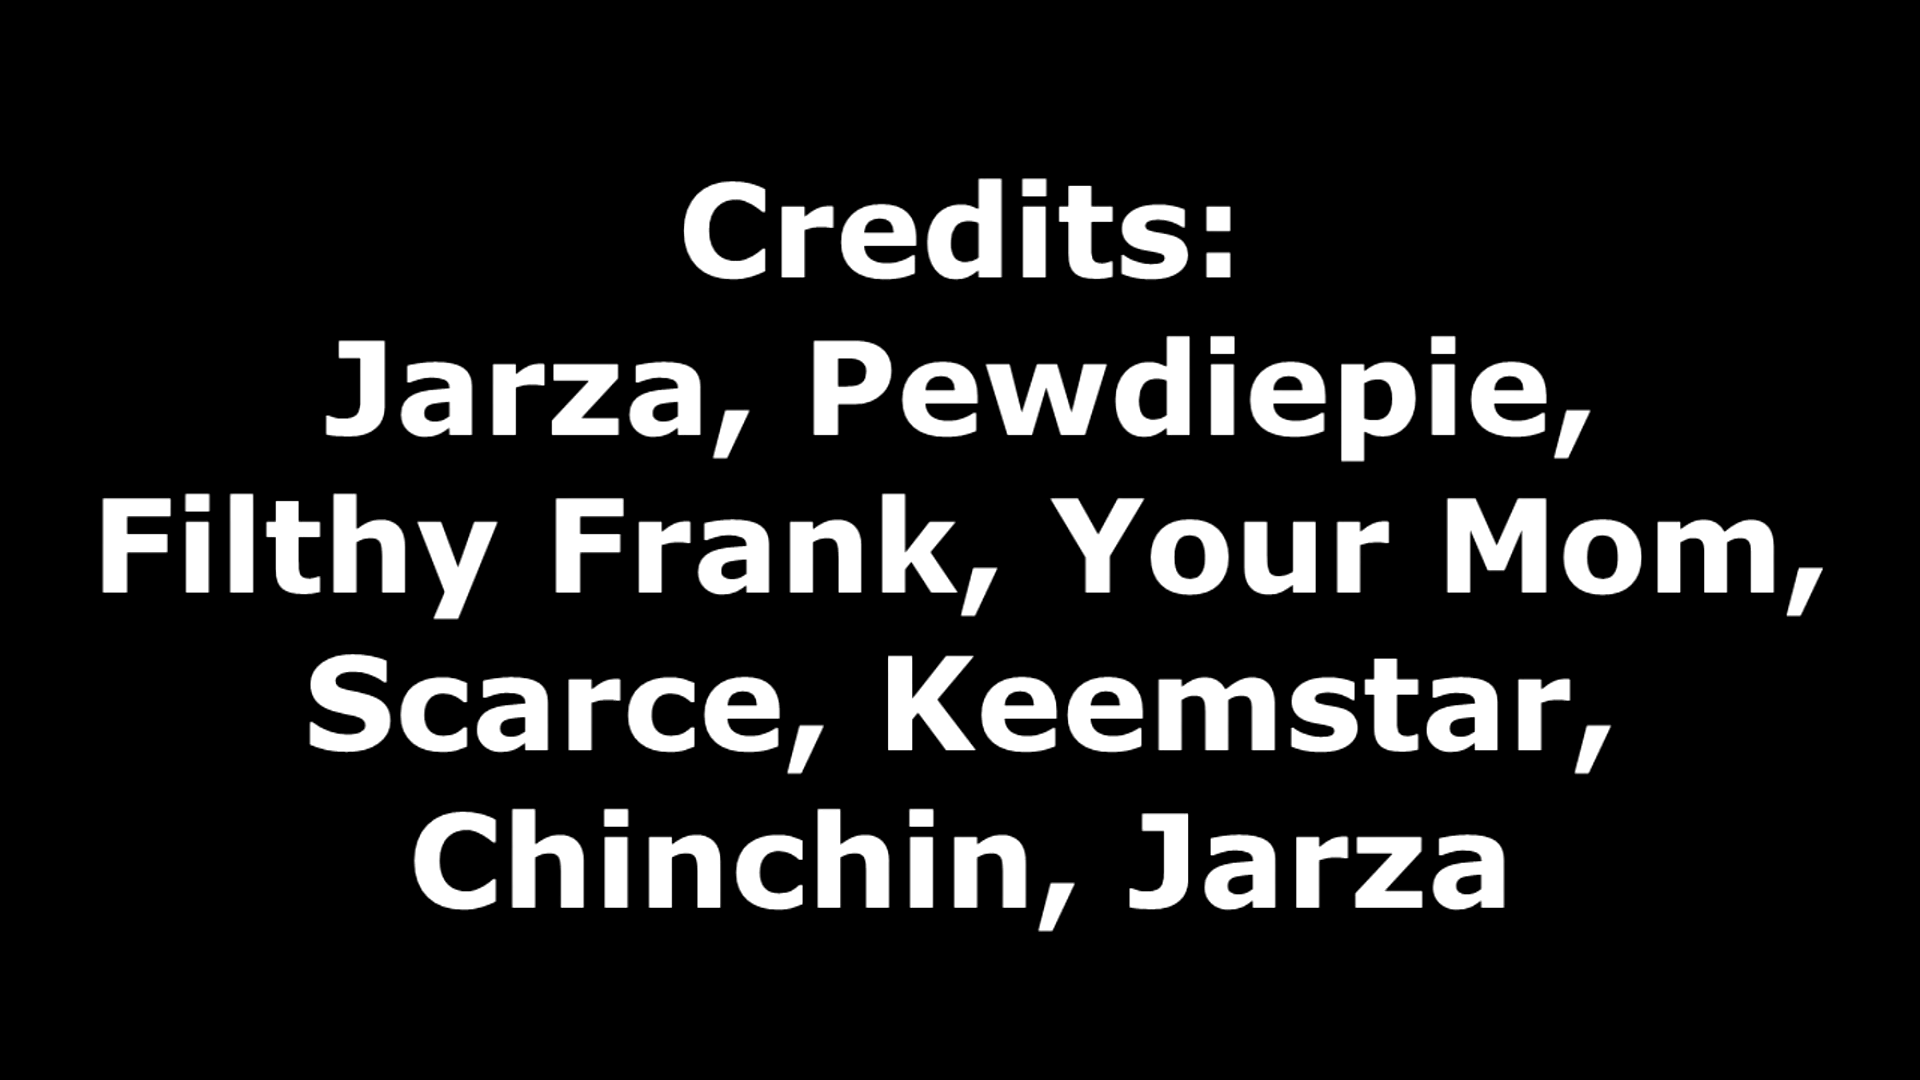 Credits:
Jarza, Pewdiepie,
Filthy Frank, Your Mom,
Scarce, Keemstar,
Chinchin, Jarza